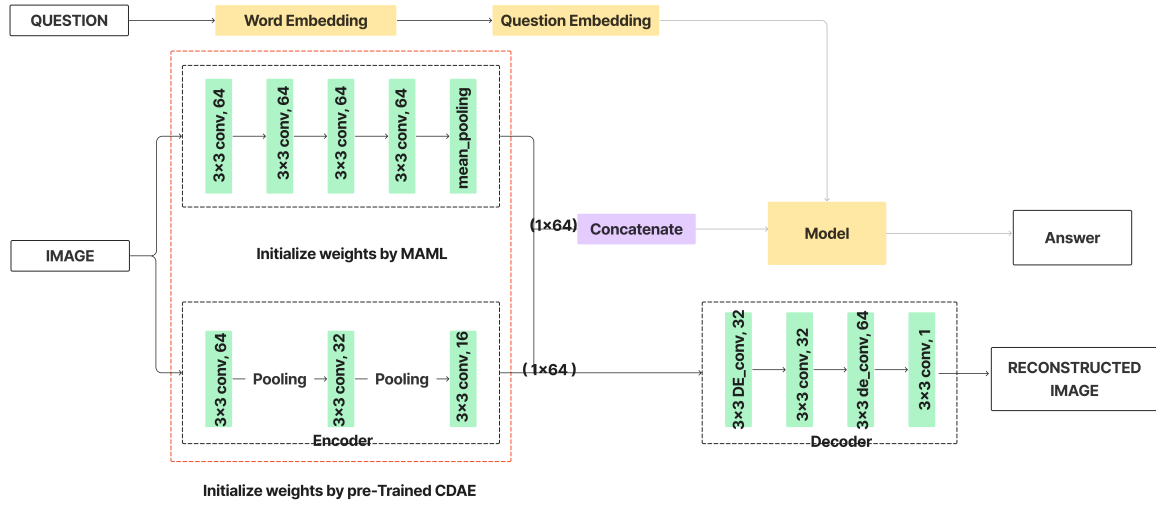 QUESTION
Word Embedding
Question Embedding
3×3 conv, 64
3×3 conv, 64
3×3 conv, 64
3×3 conv, 64
mean_pooling
(1×64)
Concatenate
Model
Answer
IMAGE
Initialize weights by MAML
3×3 conv, 64
Pooling
3×3 conv, 32
Pooling
3×3 conv, 16
Encoder
( 1×64 )
3×3 DE_conv, 32
3×3 conv, 32
3×3 de_conv, 64
3×3 conv, 1
Decoder
RECONSTRUCTED
IMAGE
Initialize weights by pre-Trained CDAE